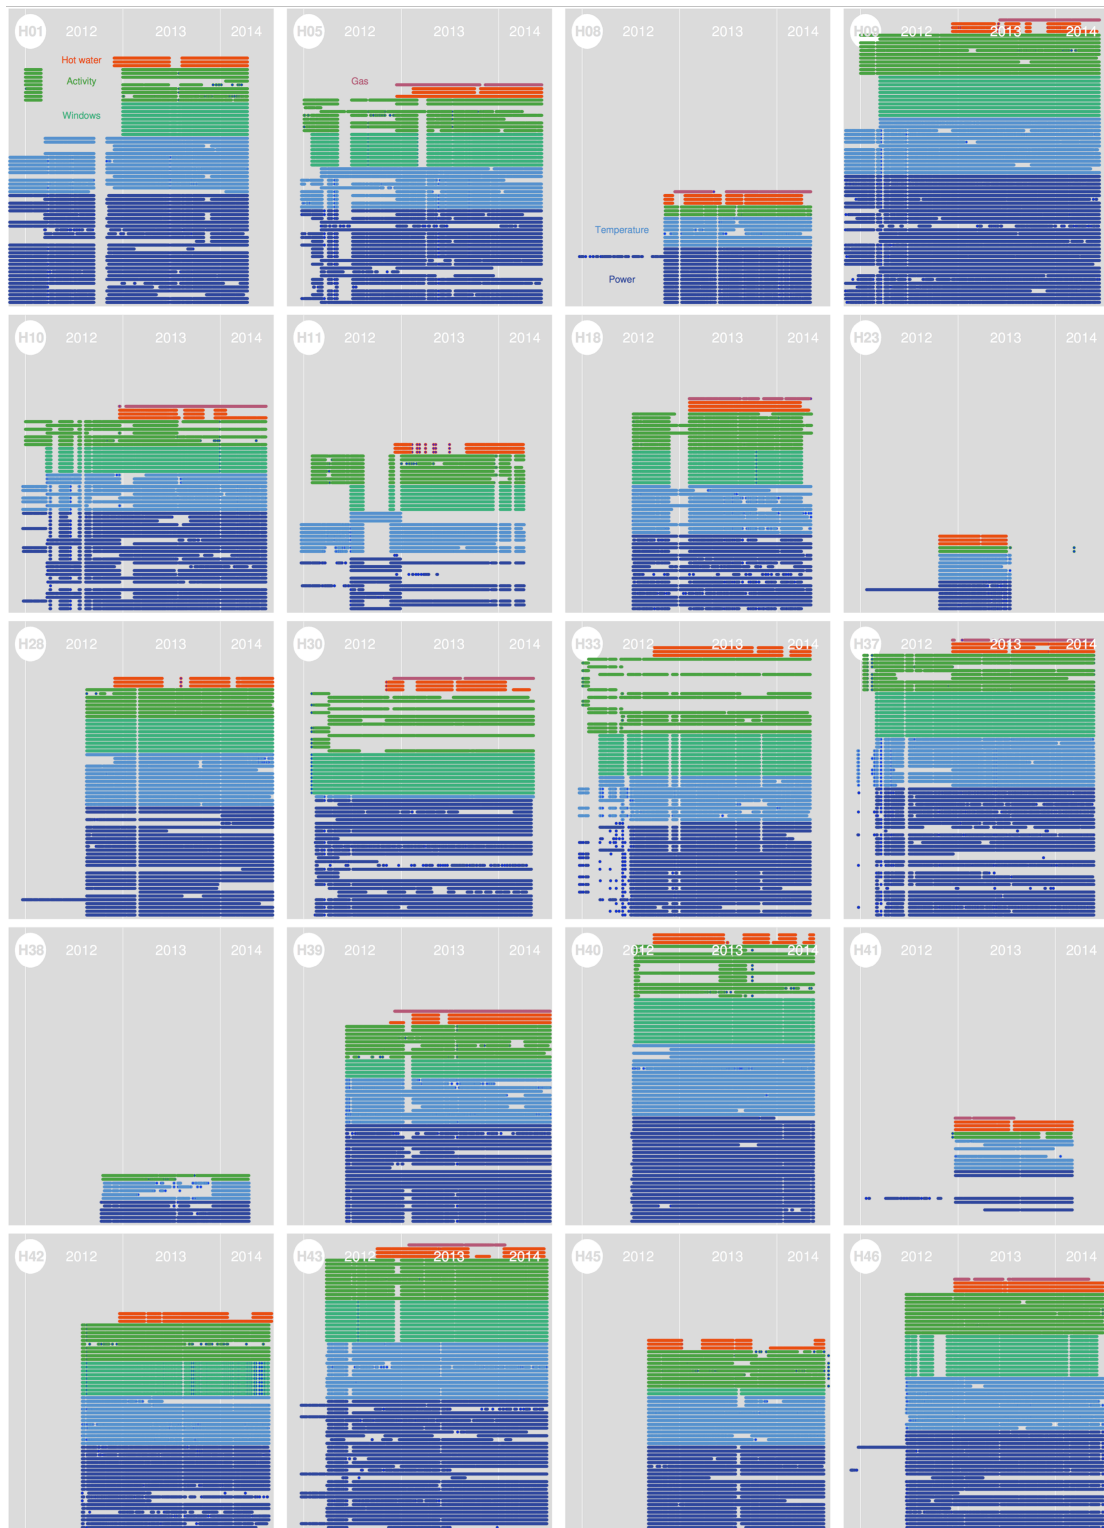 H01 2012 2013 2014
Hot water
Activity
Windows
H05 2012 2013 2014
Gas
H08 2012 2013 2014
Temperature
Power
H09 2012 2013 2014
H10 2012 2013 2014
H11 2012 2013 2014
H18 2012 2013 2014
H23 2012 2013 2014
H28 2012 2013 2014
H30 2012 2013 2014
H33 2012 2013 2014
H37 2012 2013 2014
H38 2012 2013 2014
H39 2012 2013 2014
H40 2012 2013 2014
H41 2012 2013 2014
H42 2012 2013 2014
H43 2012 2013 2014
H45 2012 2013 2014
H46 2012 2013 2014